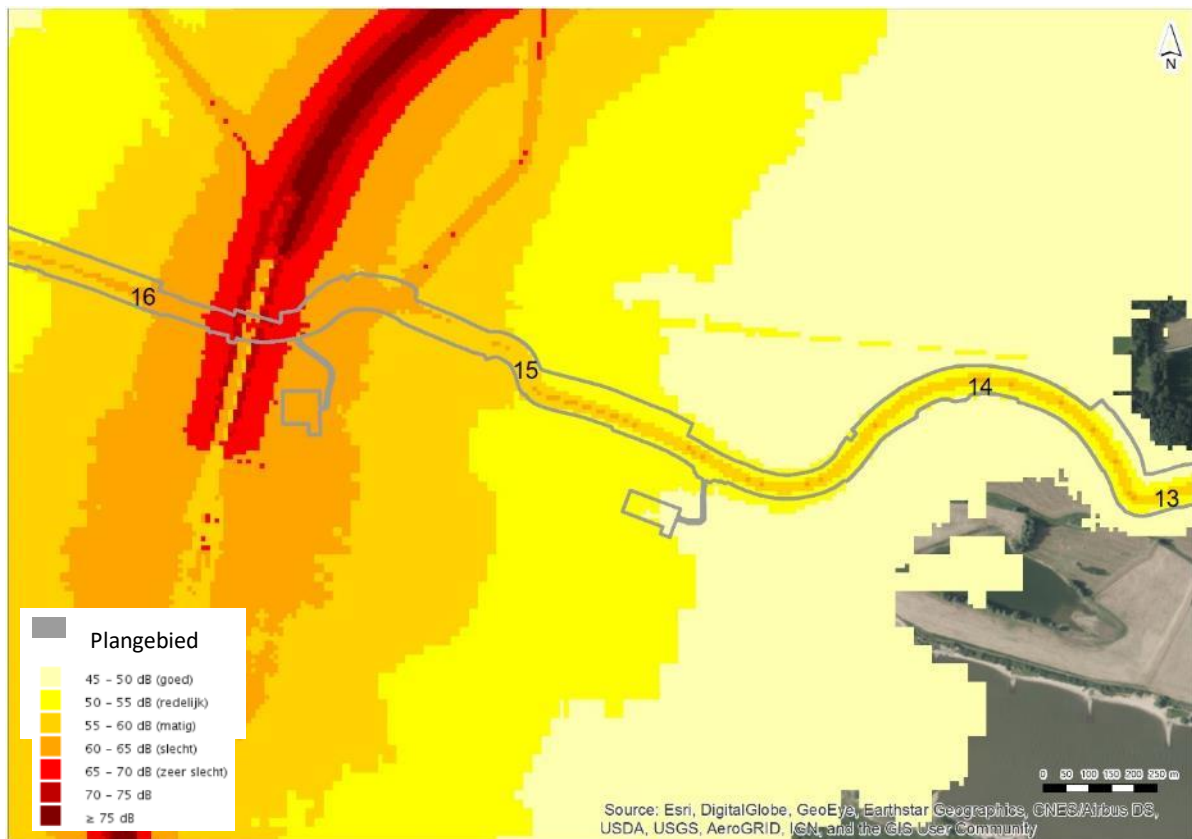 N
16
15
14
13
Plangebied
45 – 50 dB (goed)
50 – 55 dB (redelijk)
55 – 60 dB (matig)
60 – 65 dB (slecht)
65 – 70 dB (zeer slecht)
70 – 75 dB
≥ 75 dB
0 50 100 150 200 250 m
Source: Esri, DigitalGlobe, GeoEye, Earthstar Geographics, CNES/Airbus DS,
USDA, USGS, AeroGRID, IGN, and the GIS User Community